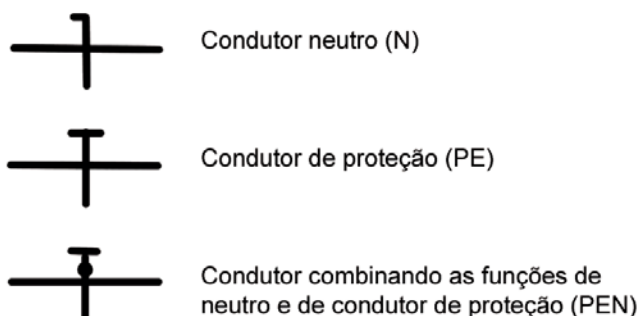 Condutor neutro (N)
Condutor de proteção (PE)
Condutor combinando as funções de
neutro e de condutor de proteção (PEN)